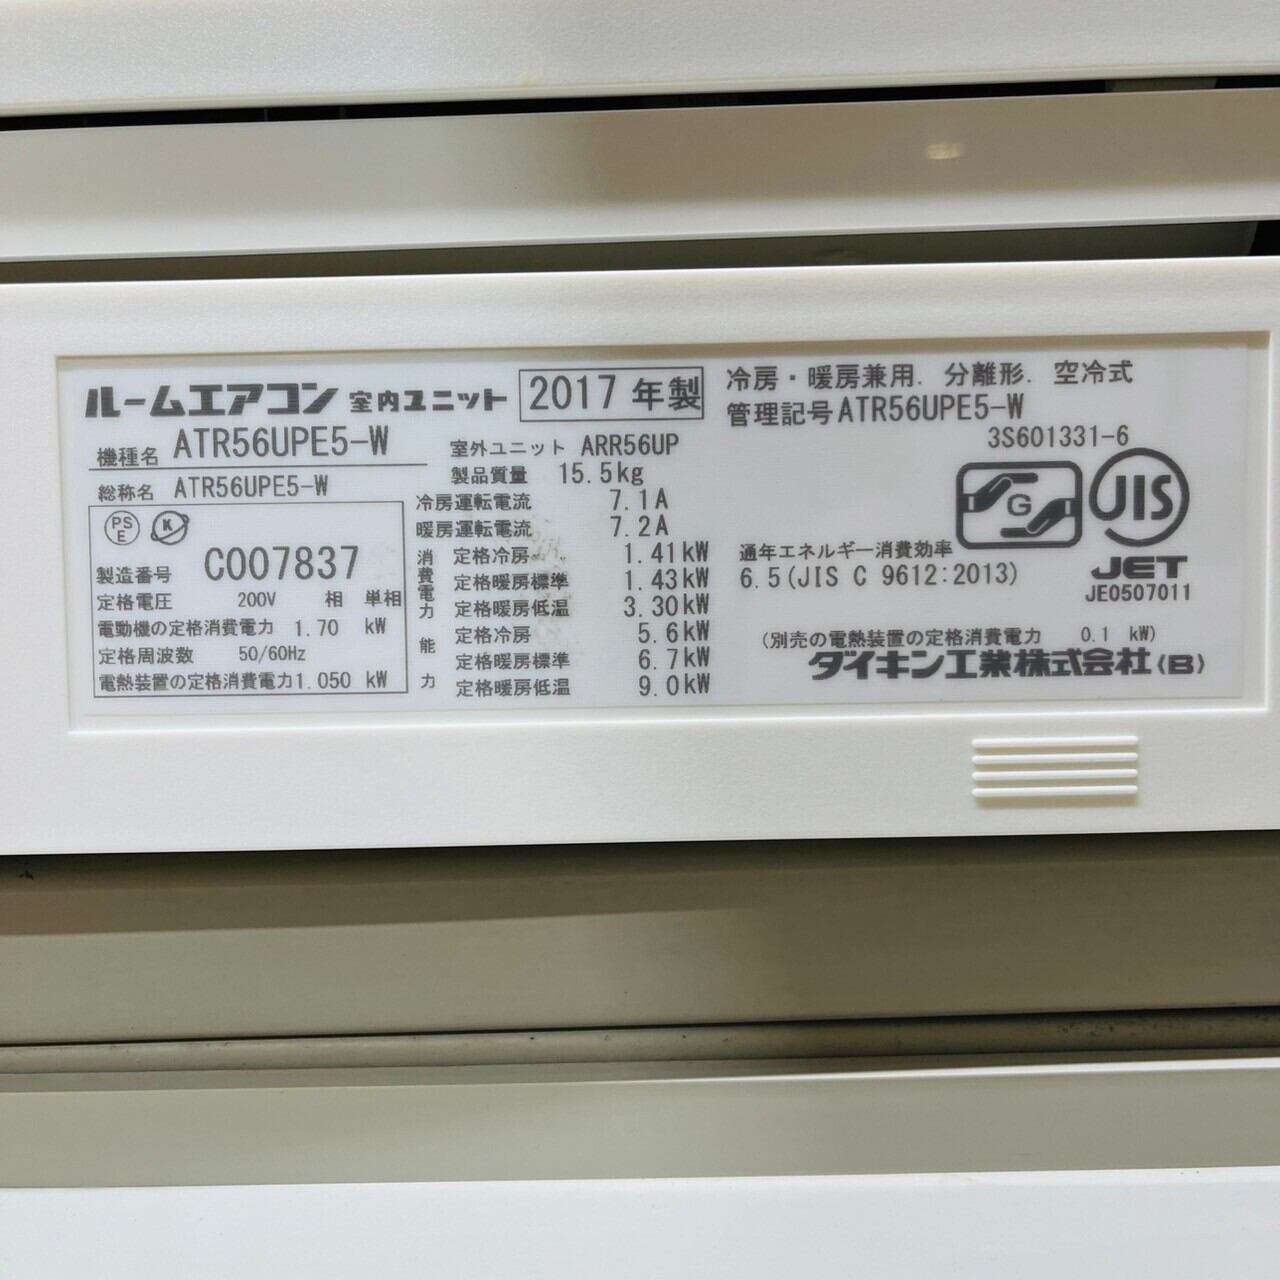 ルームエアコン 室内ユニット 2017 年製
機種名 ATR56UPE5-W
総称名 ATR56UPE5-W
PS E K
製造番号 C007837
定格電圧 200V 相 単相
電動機の定格消費電力 1.70 kW
定格周波数 50/60Hz
電熱装置の定格消費電力1.050 kW
室外ユニット ARR56UP
製品質量 15.5kg
冷房運転電流 7.1A
暖房運転電流 7.2A
消費電力
定格冷房 1.41kW
定格暖房標準 1.43kW
定格暖房低温 3.30kW
能力
定格冷房 5.6kW
定格暖房標準 6.7kW
定格暖房低温 9.0kW
冷房・暖房兼用. 分離形. 空冷式
管理記号 ATR56UPE5-W
3S601331-6
G JIS
通年エネルギー消費効率
6.5(JIS C 9612:2013)
JET
JE0507011
(別売の電熱装置の定格消費電力 0.1 kW)
ダイキン工業株式会社(B)